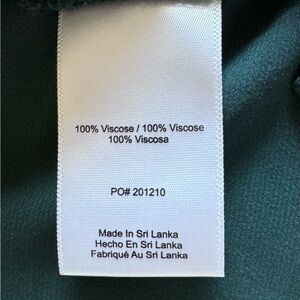 100% Viscose / 100% Viscose
100% Viscosa
PO# 201210
Made In Sri Lanka
Hecho En Sri Lanka
Fabriqué Au Sri Lanka